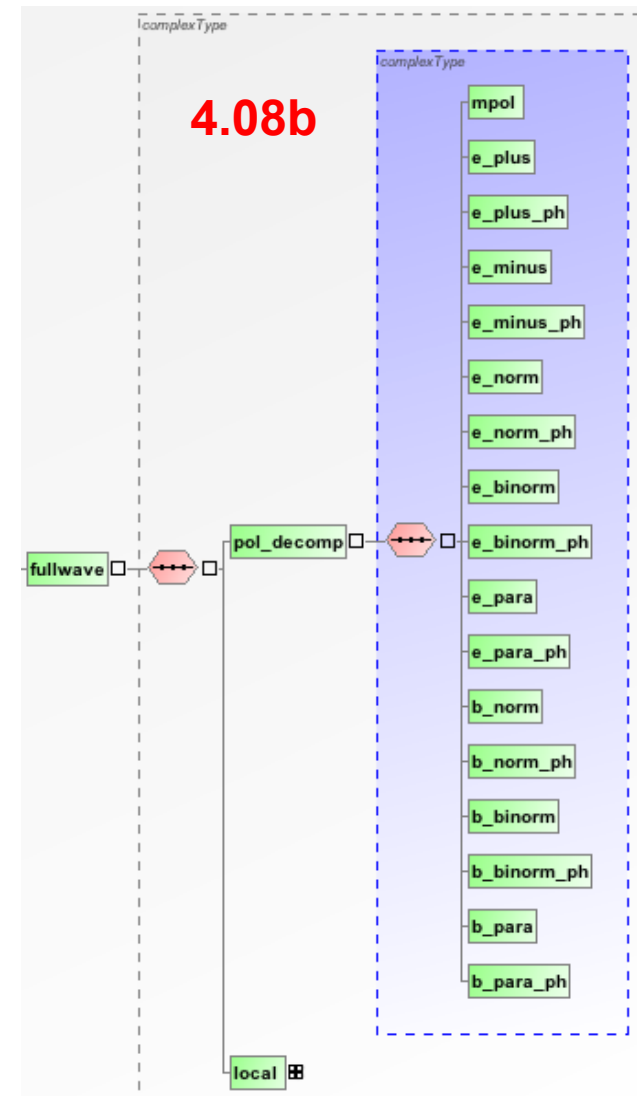 complexType
complexType
4.08b
mpol
e_plus
e_plus_ph
e_minus
e_minus_ph
e_norm
e_norm_ph
e_binorm
pol_decomp
e_binorm_ph
fullwave
e_para
e_para_ph
b_norm
b_norm_ph
b_binorm
b_binorm_ph
b_para
b_para_ph
local